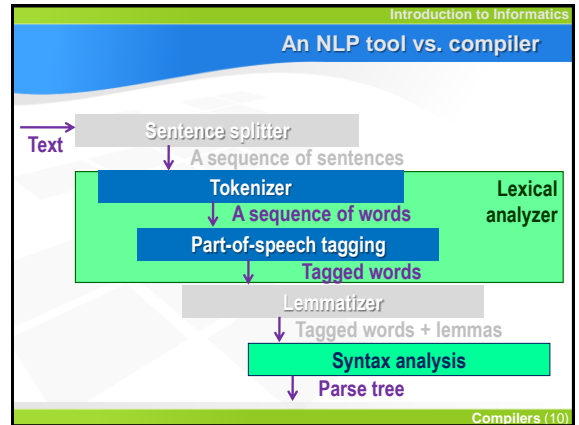 Introduction to Informatics
An NLP tool vs. compiler
Text
Sentence splitter
A sequence of sentences
Tokenizer
Lexical
analyzer
A sequence of words
Part-of-speech tagging
Tagged words
Lemmatizer
Tagged words + lemmas
Syntax analysis
Parse tree
Compilers (10)